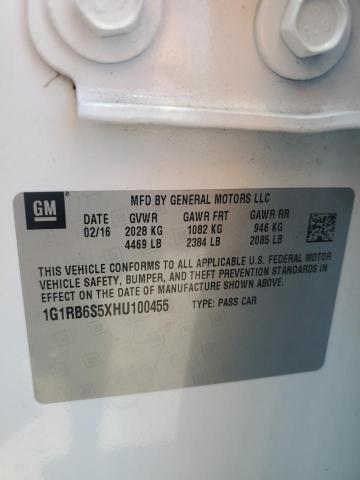 GM
MFD BY GENERAL MOTORS LLC
DATE GVWR GAWR FRT GAWR RR
02/16 2028 KG 1082 KG 946 KG
4469 LB 2384 LB 2085 LB
THIS VEHICLE CONFORMS TO ALL APPLICABLE U.S. FEDERAL MOTOR
VEHICLE SAFETY, BUMPER, AND THEFT PREVENTION STANDARDS IN
EFFECT ON THE DATE OF MANUFACTURE SHOWN ABOVE.
1G1RB6S5XHU100455 TYPE: PASS CAR